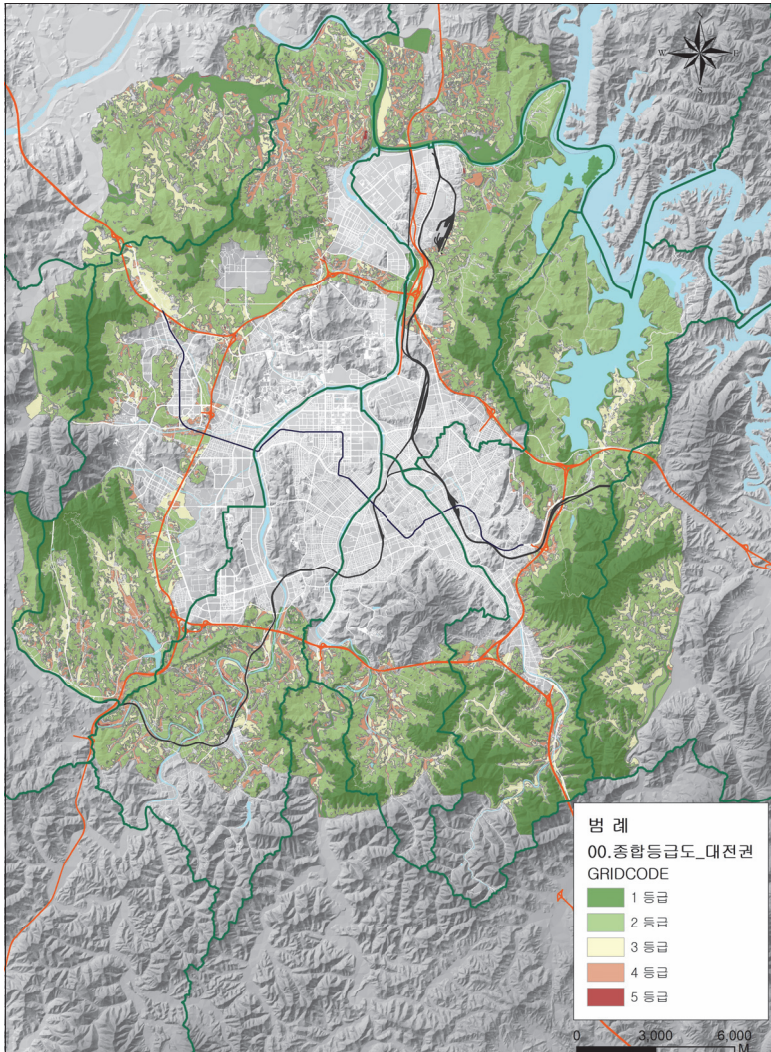 N
W
E
S
범 례
00.종합등급도_대전권
GRIDCODE
1 등급
2 등급
3 등급
4 등급
5 등급
0 3,000 6,000
M